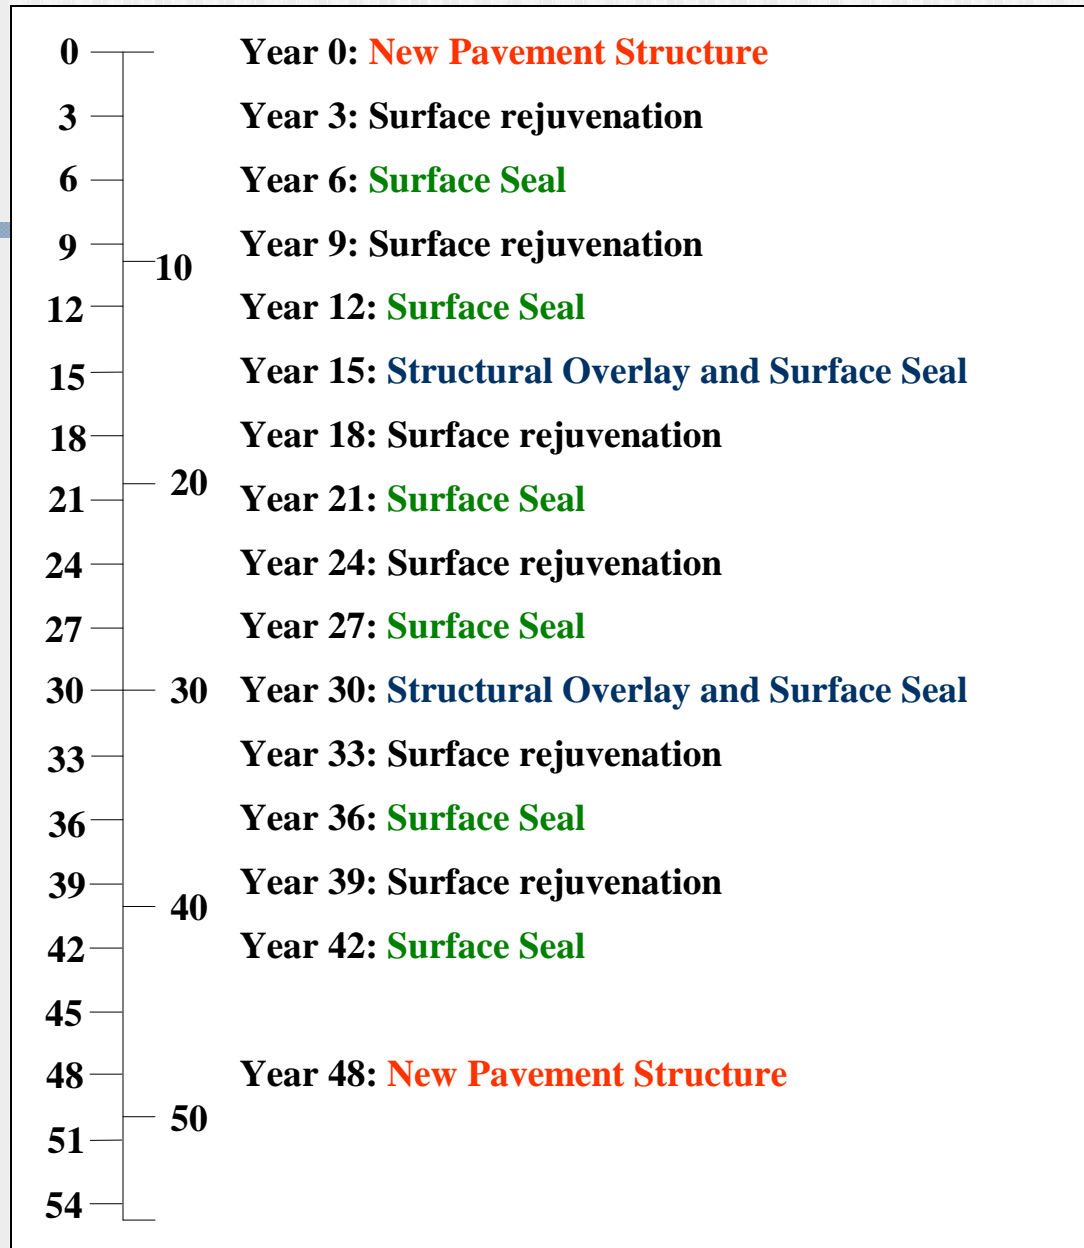 0 Year 0: New Pavement Structure
3 Year 3: Surface rejuvenation
6 Year 6: Surface Seal
9 Year 9: Surface rejuvenation
10
12 Year 12: Surface Seal
15 Year 15: Structural Overlay and Surface Seal
18 Year 18: Surface rejuvenation
20
21 Year 21: Surface Seal
24 Year 24: Surface rejuvenation
27 Year 27: Surface Seal
30 30 Year 30: Structural Overlay and Surface Seal
33 Year 33: Surface rejuvenation
36 Year 36: Surface Seal
39 Year 39: Surface rejuvenation
40
42 Year 42: Surface Seal
45
48 Year 48: New Pavement Structure
50
51
54